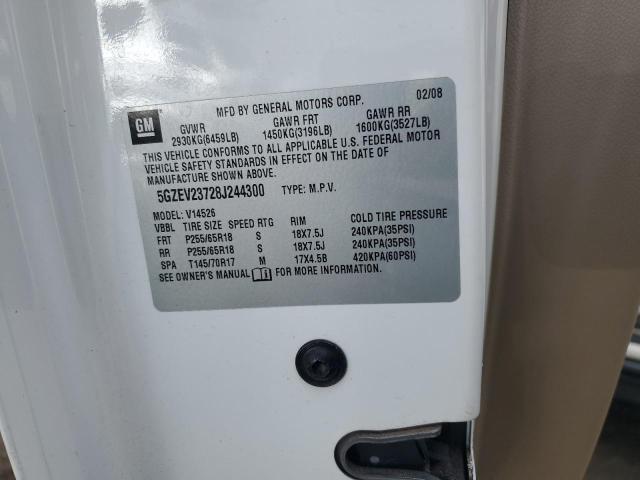 02/08
MFD BY GENERAL MOTORS CORP.
GM
GVWR GAWR FRT GAWR RR
2930KG(6459LB) 1450KG(3196LB) 1600KG(3527LB)
THIS VEHICLE CONFORMS TO ALL APPLICABLE U.S. FEDERAL MOTOR
VEHICLE SAFETY STANDARDS IN EFFECT ON THE DATE OF
MANUFACTURE SHOWN ABOVE.
5GZEV23728J244300 TYPE: M.P.V.
MODEL: V14526
VBBL TIRE SIZE SPEED RTG RIM COLD TIRE PRESSURE
FRT P255/65R18 S 18X7.5J 240KPA(35PSI)
RR P255/65R18 S 18X7.5J 240KPA(35PSI)
SPA T145/70R17 M 17X4.5B 420KPA(60PSI)
SEE OWNER'S MANUAL FOR MORE INFORMATION.